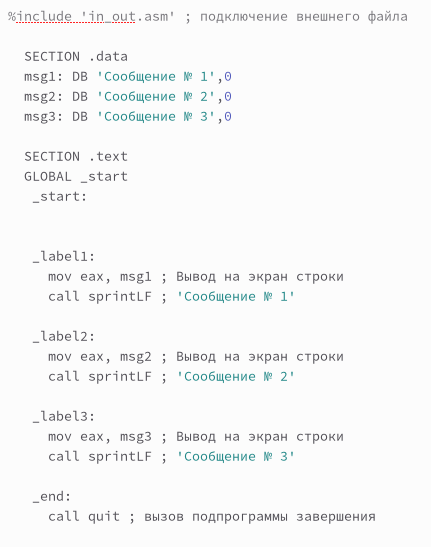 %include 'in_out.asm' ; подключение внешнего файла
SECTION .data
msg1: DB 'Сообщение № 1',0
msg2: DB 'Сообщение № 2',0
msg3: DB 'Сообщение № 3',0
SECTION .text
GLOBAL _start
_start:
_label1:
mov eax, msg1 ; Вывод на экран строки
call sprintLF ; 'Сообщение № 1'
_label2:
mov eax, msg2 ; Вывод на экран строки
call sprintLF ; 'Сообщение № 2'
_label3:
mov eax, msg3 ; Вывод на экран строки
call sprintLF ; 'Сообщение № 3'
_end:
call quit ; вызов подпрограммы завершения